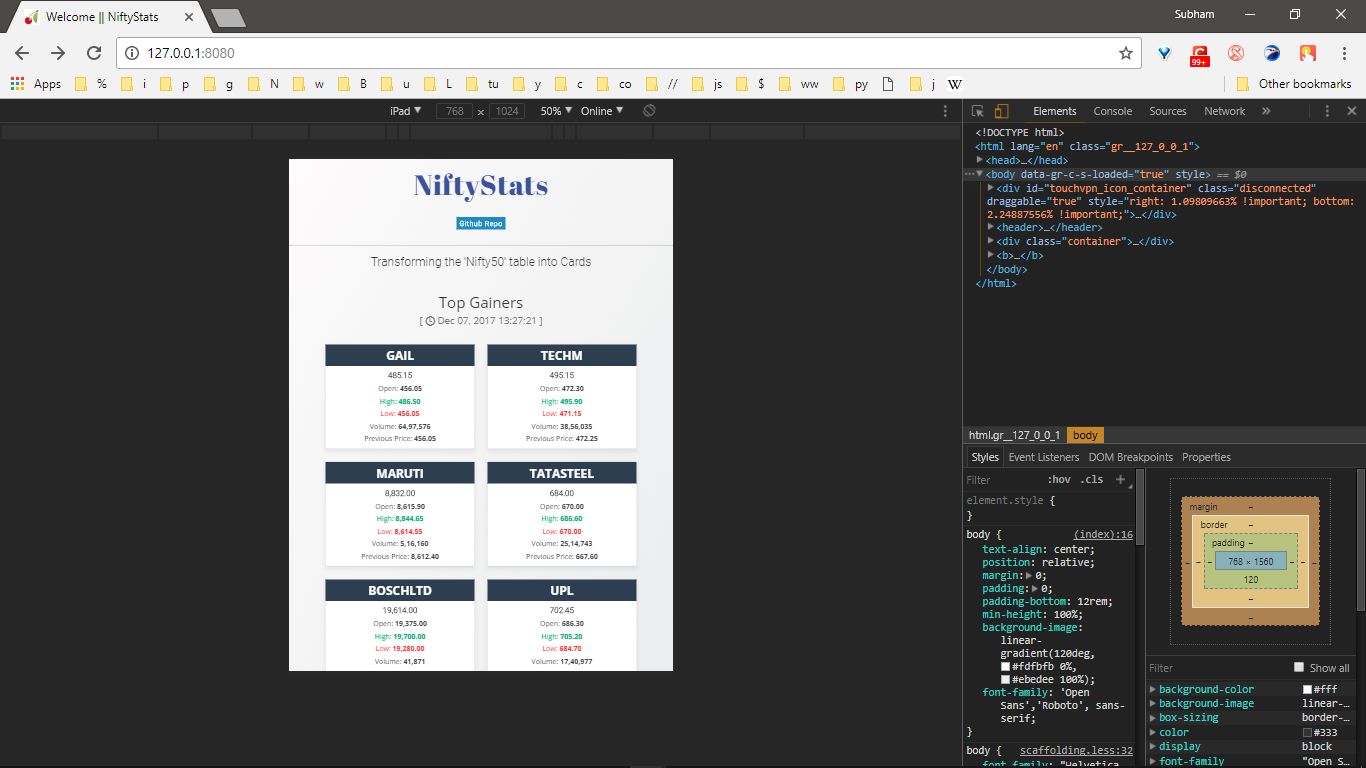 Welcome || NiftyStats
Subham
127.0.0.1:8080
99+
Apps % i p g N w B u L tu y c co // js $ ww py j W Other bookmarks
iPad ▼ 768 × 1024 50% ▼ Online ▼
Elements Console Sources Network »
NiftyStats
Github Repo
Transforming the 'Nifty50' table into Cards
Top Gainers
[ Dec 07, 2017 13:27:21 ]
GAIL
485.15
Open: 456.05
High: 486.50
Low: 456.05
Volume: 64,97,576
Previous Price: 456.05
TECHM
495.15
Open: 472.30
High: 495.90
Low: 471.15
Volume: 38,56,035
Previous Price: 472.25
MARUTI
8,832.00
Open: 8,615.90
High: 8,844.65
Low: 8,614.55
Volume: 5,16,160
Previous Price: 8,612.40
TATASTEEL
684.00
Open: 670.00
High: 686.60
Low: 670.00
Volume: 25,14,743
Previous Price: 667.60
BOSCHLTD
19,614.00
Open: 19,375.00
High: 19,700.00
Low: 19,280.00
Volume: 41,871
UPL
702.45
Open: 686.30
High: 705.20
Low: 684.70
Volume: 17,40,977
<!DOCTYPE html>
<html lang="en" class="gr__127_0_0_1">
<head>…</head>
<body data-gr-c-s-loaded="true" style> == $0
<div id="touchvpn_icon_container" class="disconnected"
draggable="true" style="right: 1.09809663% !important; bottom:
2.24887556% !important;">…</div>
<header>…</header>
<div class="container">…</div>
<b>…</b>
</body>
</html>
html.gr__127_0_0_1 body
Styles Event Listeners DOM Breakpoints Properties
Filter :hov .cls +
element.style {
}
body { (index):16
text-align: center;
position: relative;
margin: 0;
padding: 0;
padding-bottom: 12rem;
min-height: 100%;
background-image:
linear-
gradient(120deg,
#fdfbfb 0%,
#ebedee 100%);
font-family: 'Open
Sans','Roboto', sans-
serif;
}
body { scaffolding.less:32
font-family: "Helvetica
margin –
border –
padding –
– – – 768 × 1560 – – –
120
–
–
Filter Show all
background-color #fff
background-image linear-…
box-sizing border-…
color #333
display block
font-family "Open S…